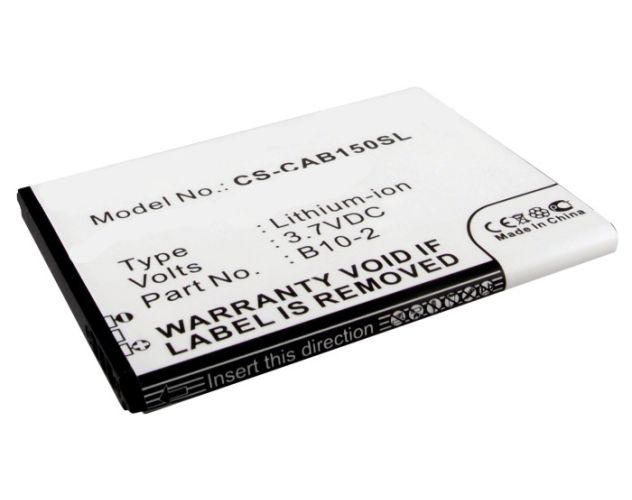 Model No.: CS-CAB150SL
Type : Lithium-ion
Volts : 3.7VDC
Part No. : B10-2
WARRANTY VOID IF
LABEL IS REMOVED
Insert this direction
CE
Made in China